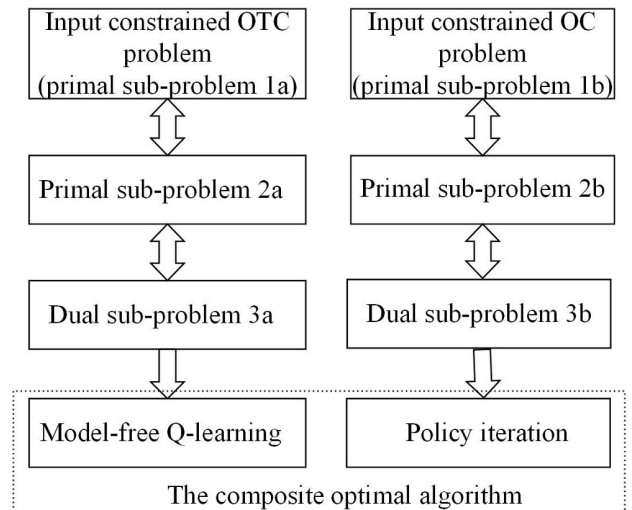 Input constrained OTC
problem
(primal sub-problem 1a)
Input constrained OC
problem
(primal sub-problem 1b)
Primal sub-problem 2a
Primal sub-problem 2b
Dual sub-problem 3a
Dual sub-problem 3b
Model-free Q-learning
Policy iteration
The composite optimal algorithm